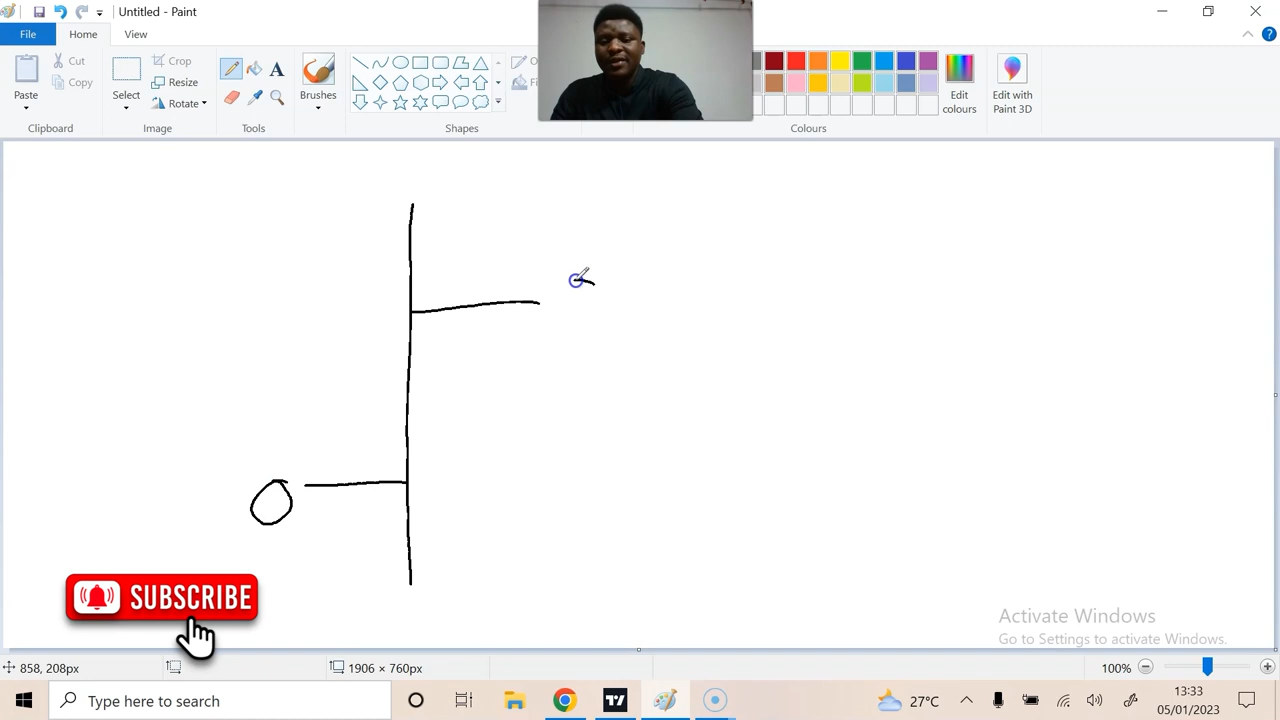 Untitled - Paint
File
Home
View
Paste
Cut
Copy
Clipboard
Select
Crop
Resize
Rotate
Image
A
Tools
Brushes
Shapes
Colours
Edit colours
Edit with Paint 3D
O
SUBSCRIBE
Activate Windows
Go to Settings to activate Windows.
858, 208px
1906 × 760px
100%
Type here to search
27°C
13:33
05/01/2023